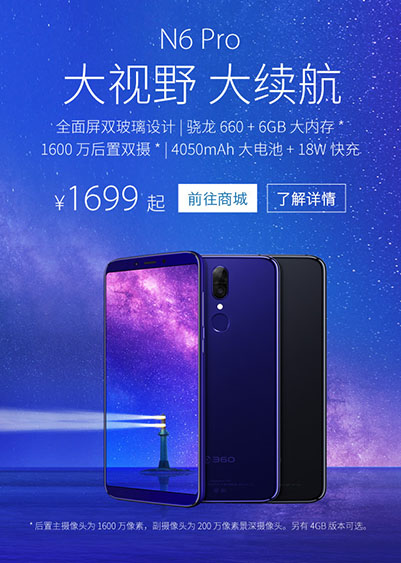 N6 Pro
大视野 大续航
全面屏双玻璃设计 | 骁龙 660 + 6GB 大内存 *
1600 万后置双摄 * | 4050mAh 大电池 + 18W 快充
¥1699 起 前往商城 了解详情
360
* 后置主摄像头为 1600 万像素，副摄像头为 200 万像素景深摄像头。另有 4GB 版本可选。